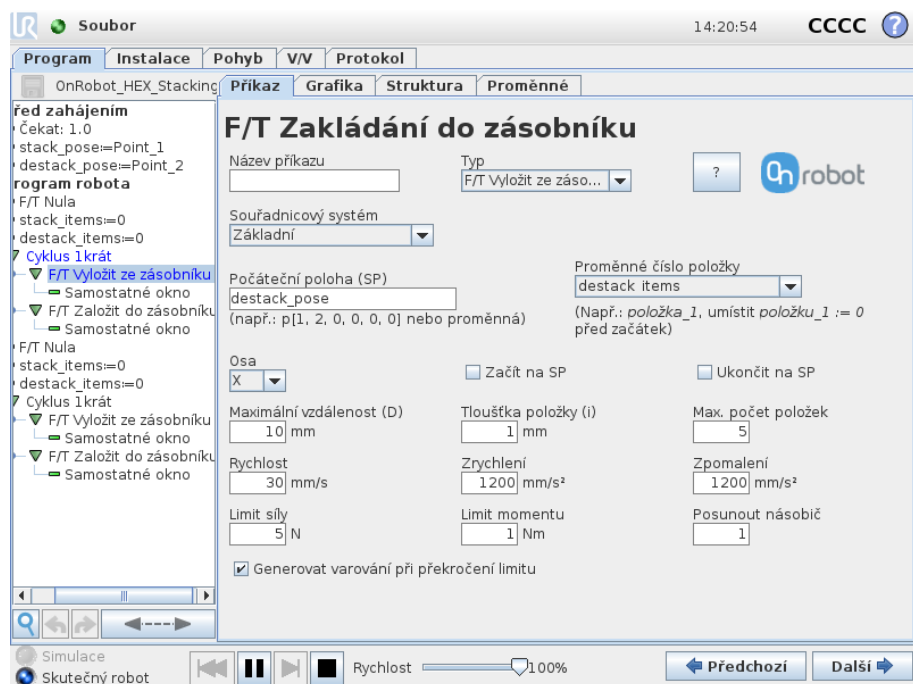 Soubor
14:20:54
CCCC
?
Program Instalace Pohyb V/V Protokol
OnRobot_HEX_Stacking
Příkaz Grafika Struktura Proměnné
řed zahájením
Čekat: 1.0
stack_pose:=Point_1
destack_pose:=Point_2
rogram robota
F/T Nula
stack_items:=0
destack_items:=0
Cyklus 1krát
F/T Vyložit ze zásobníku
Samostatné okno
F/T Založit do zásobníku
Samostatné okno
F/T Nula
stack_items:=0
destack_items:=0
Cyklus 1krát
F/T Vyložit ze zásobníku
Samostatné okno
F/T Založit do zásobníku
Samostatné okno
F/T Zakládání do zásobníku
Název příkazu
Typ
F/T Vyložit ze záso...
?
On robot
Souřadnicový systém
Základní
Počáteční poloha (SP)
destack_pose
(např.: p[1, 2, 0, 0, 0, 0] nebo proměnná)
Proměnné číslo položky
destack_items
(Např.: položka_1, umístit položku_1 := 0
před začátek)
Osa
X
Začít na SP
Ukončit na SP
Maximální vzdálenost (D) Tloušťka položky (i) Max. počet položek
10 mm 1 mm 5
Rychlost Zrychlení Zpomalení
30 mm/s 1200 mm/s² 1200 mm/s²
Limit síly Limit momentu Posunout násobič
5 N 1 Nm 1
Generovat varování při překročení limitu
Simulace
Skutečný robot
Rychlost 100%
Předchozí
Další